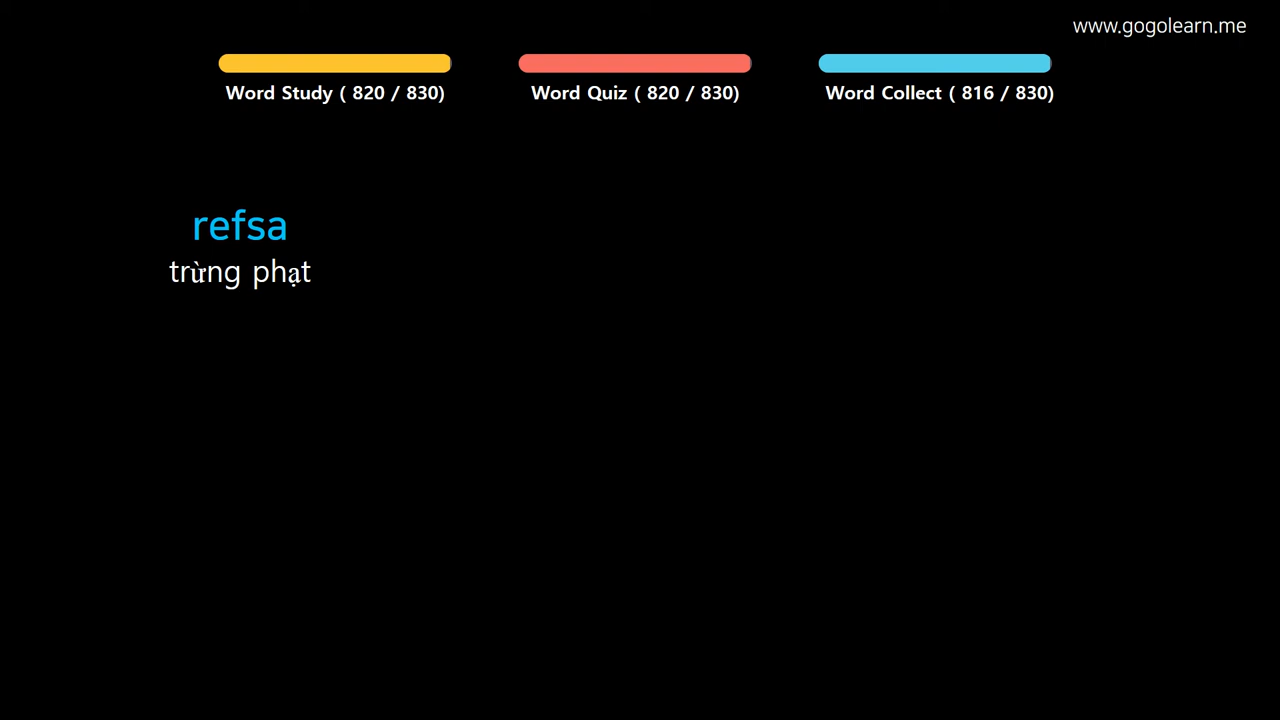 www.gogolearn.me
Word Study ( 820 / 830)
Word Quiz ( 820 / 830)
Word Collect ( 816 / 830)
refsa
trừng phạt